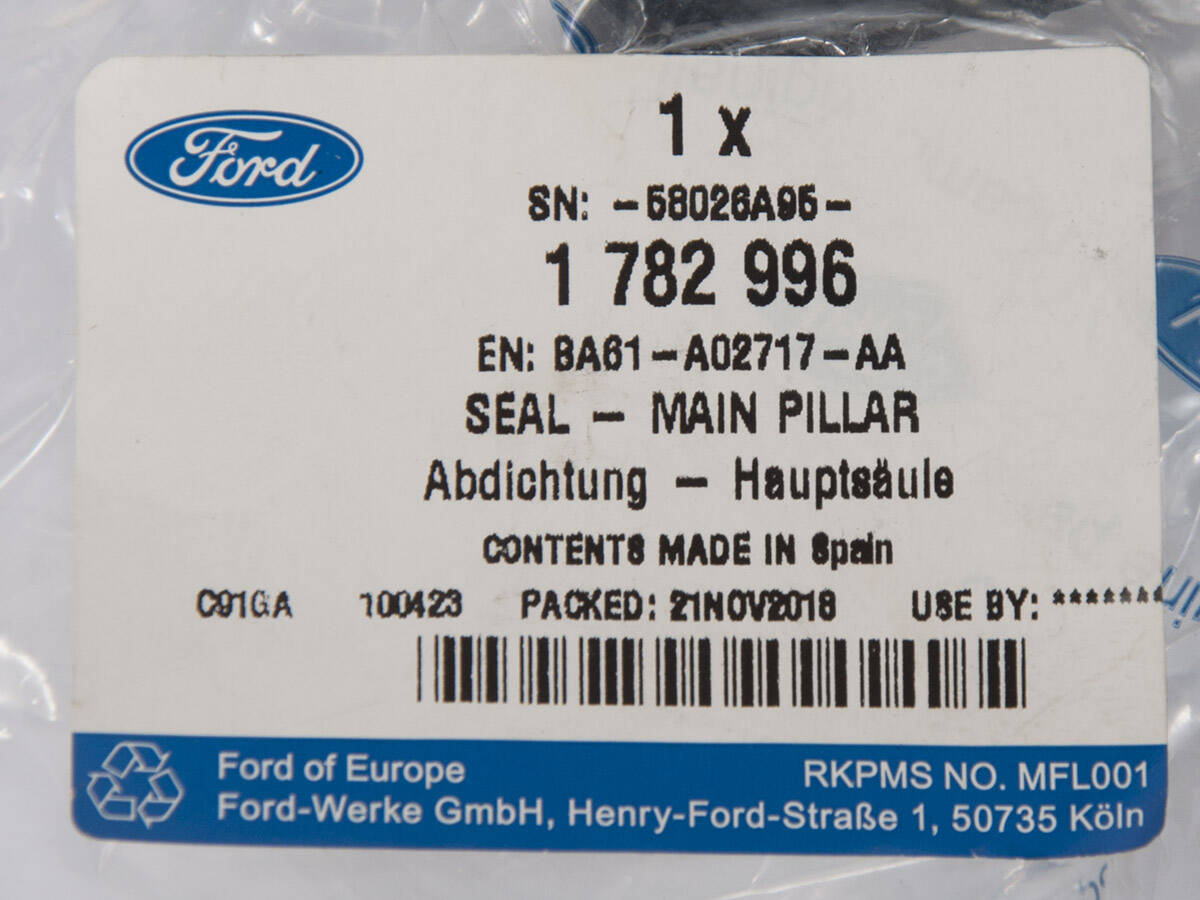 Ford
1 x
SN: -58026A95-
1 782 996
EN: BA61-A02717-AA
SEAL - MAIN PILLAR
Abdichtung - Hauptsäule
CONTENTS MADE IN Spain
C91GA 100423 PACKED: 21NOV2018 USE BY: *******
Ford of Europe RKPMS NO. MFL001
Ford-Werke GmbH, Henry-Ford-Straße 1, 50735 Köln